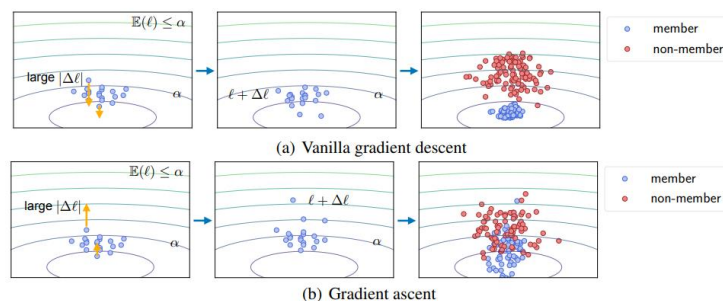 𝔼(ℓ) ≤ α
large |Δℓ|
α
ℓ + Δℓ
α
member
non-member
(a) Vanilla gradient descent
𝔼(ℓ) ≤ α
large |Δℓ|
α
ℓ + Δℓ
α
member
non-member
(b) Gradient ascent